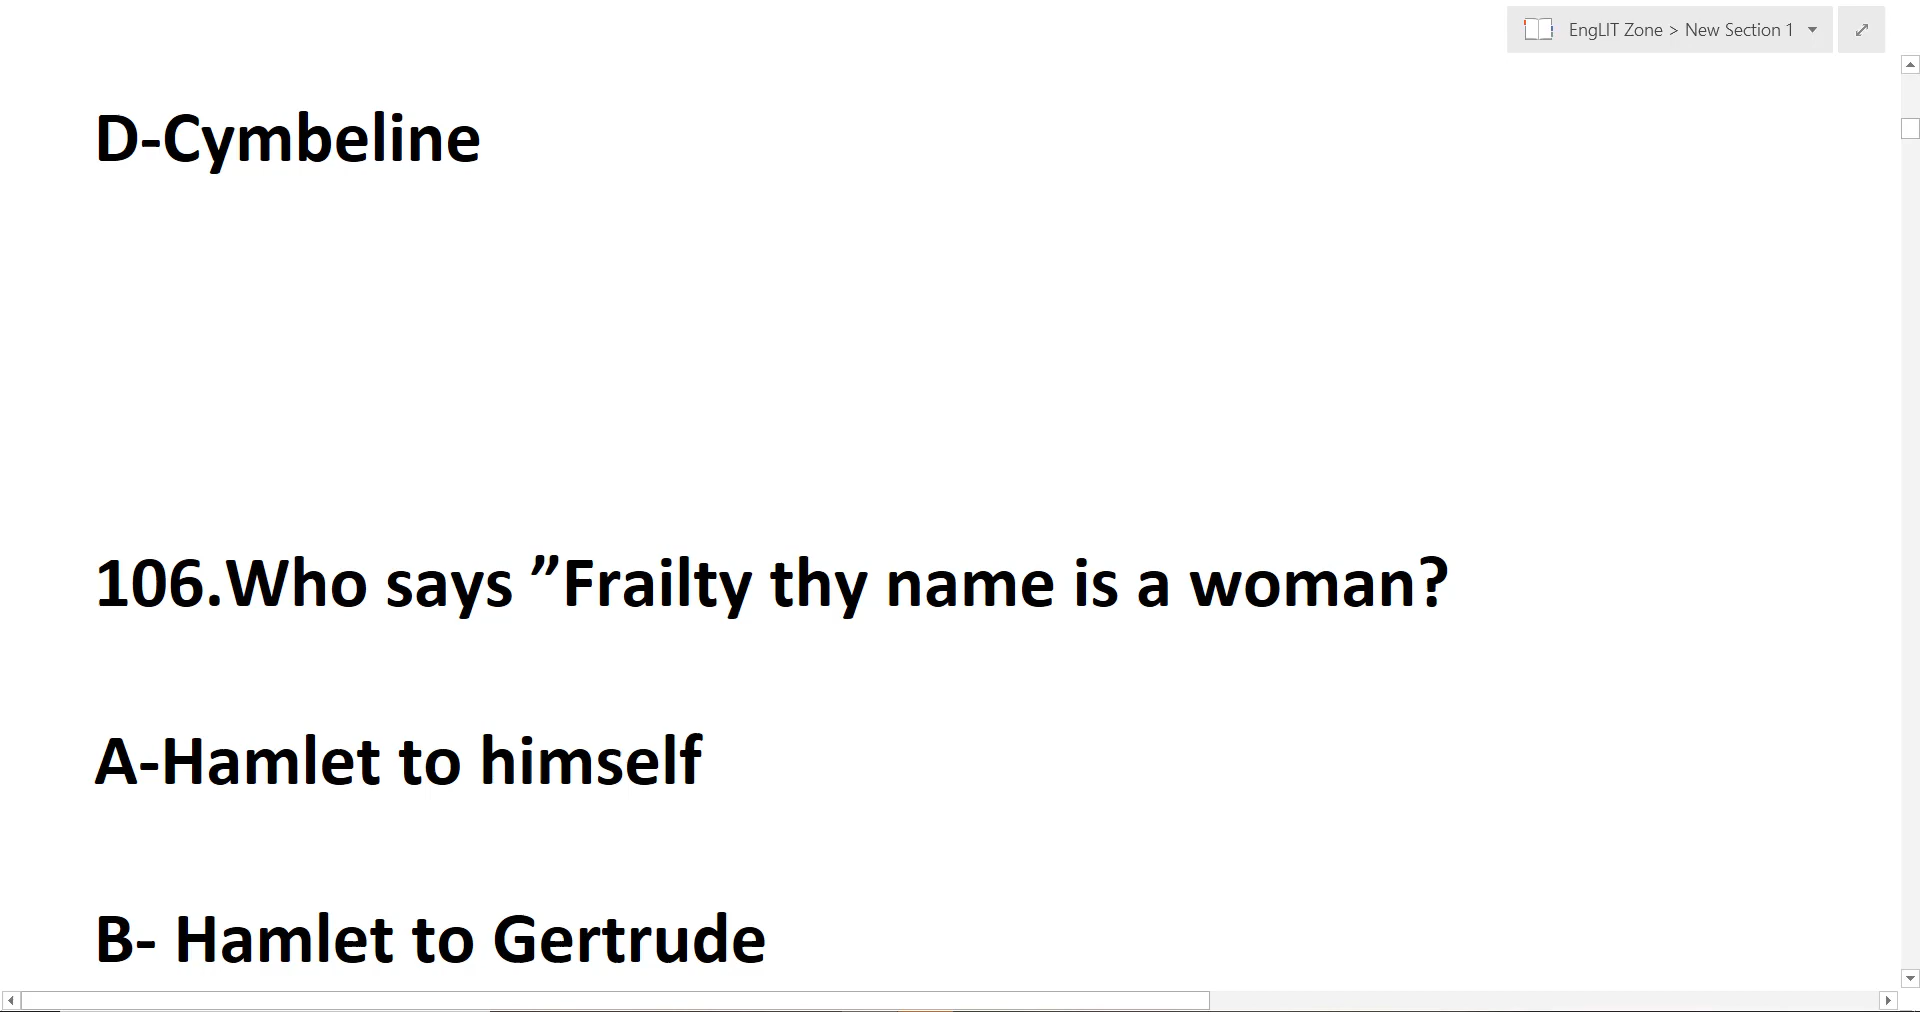 EngLIT Zone > New Section 1
D-Cymbeline
106.Who says ”Frailty thy name is a woman?
A-Hamlet to himself
B- Hamlet to Gertrude